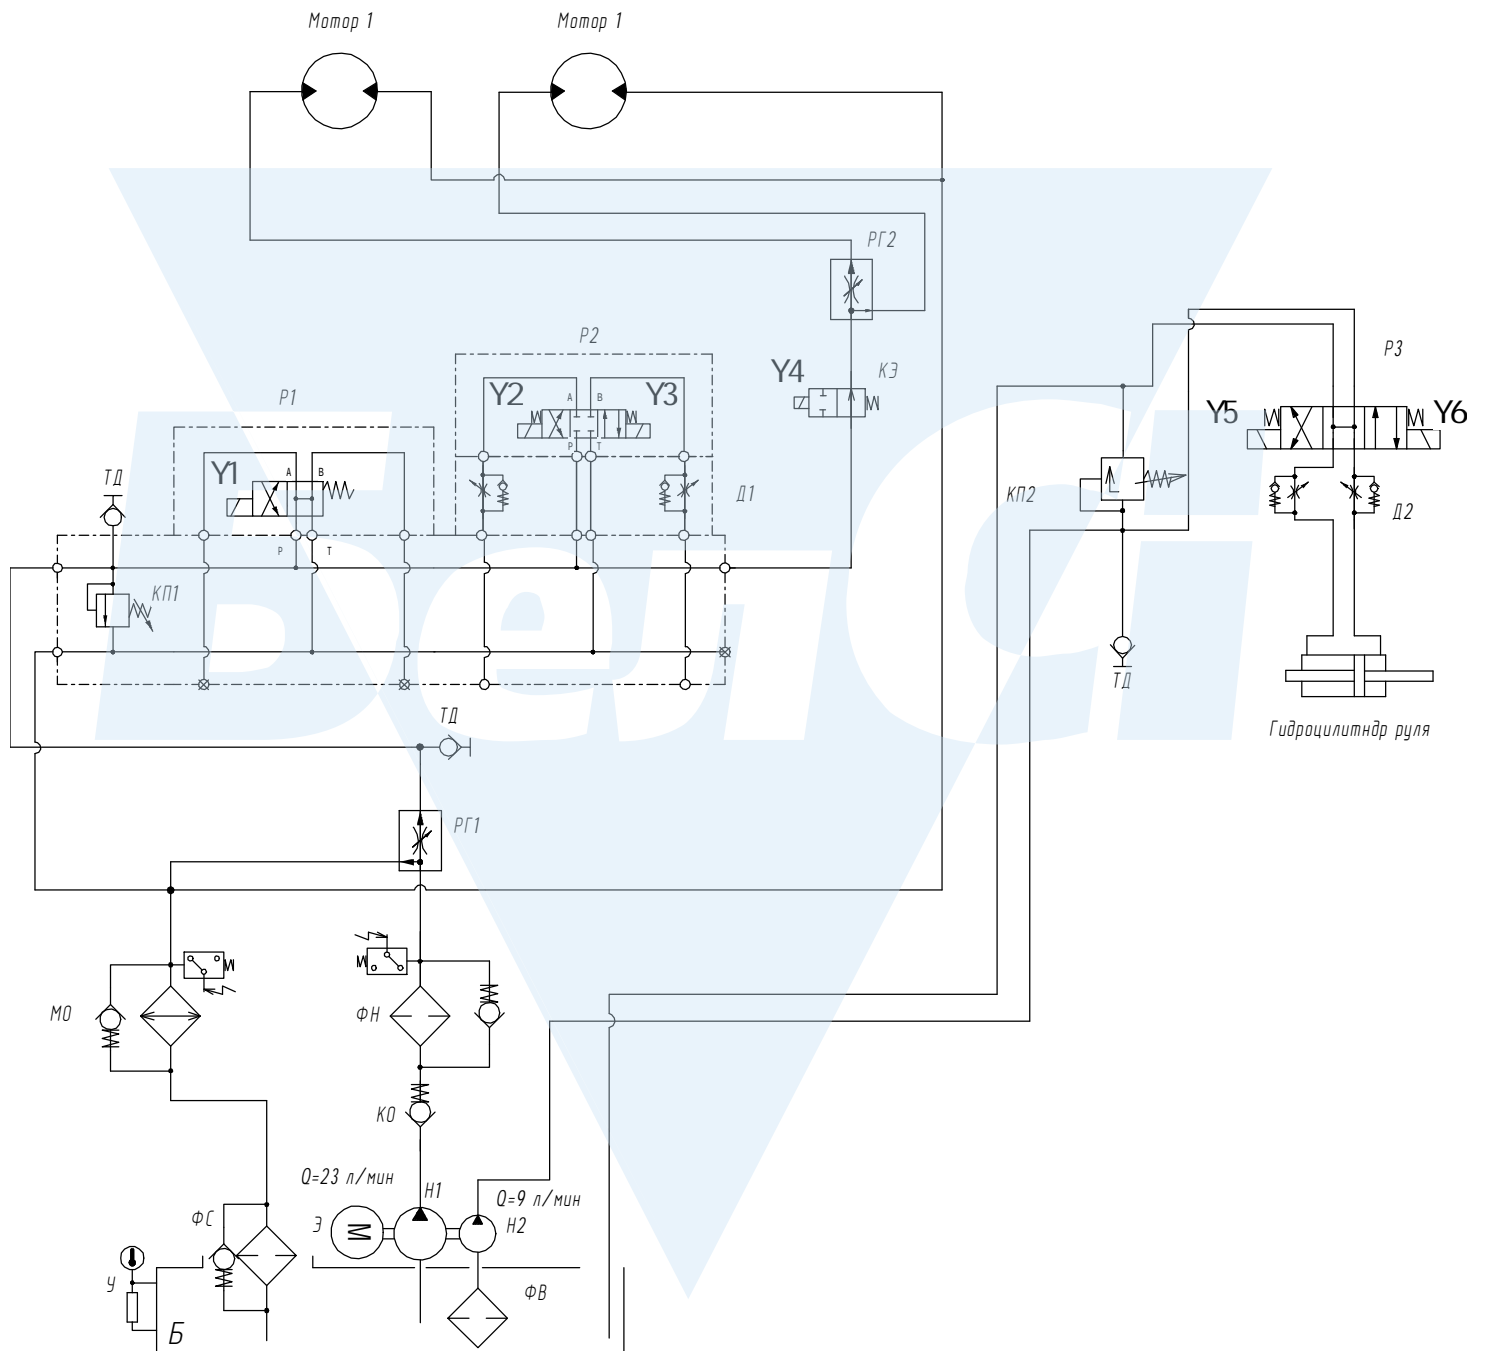 Мотор 1
Мотор 1
РГ2
Р2
Р3
Y4
КЭ
Y2
A
B
Y3
Р1
Y5
Y6
P
T
ТД
Y1
A
B
Д1
КП2
Д2
P
T
КП1
БелСі
ТД
ТД
Гидроцилитндр руля
РГ1
МО
ФН
КО
Q=23 л/мин
Н1
Q=9 л/мин
ФС
Э
M
Н2
У
ФВ
Б